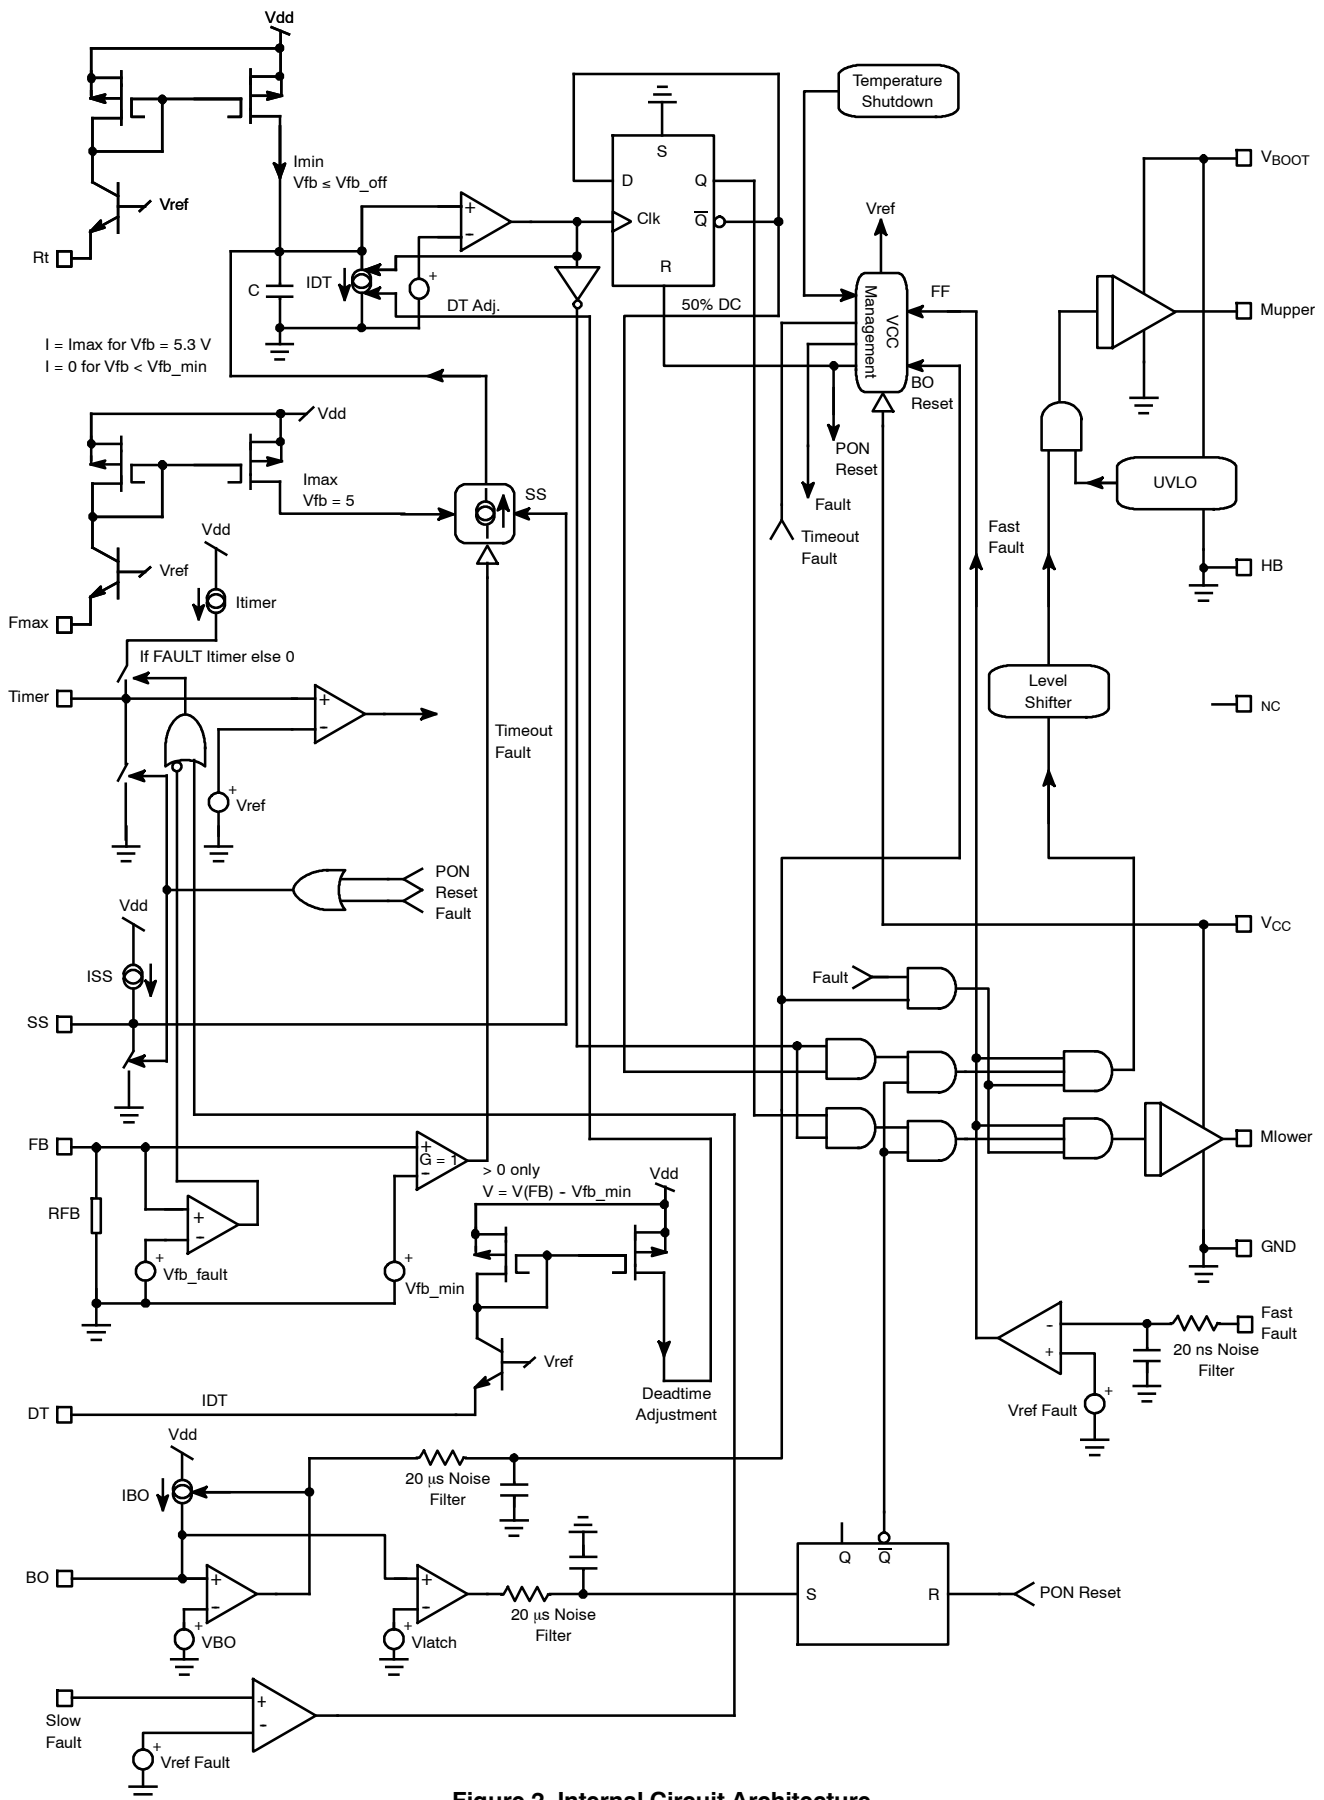 Vdd
Temperature
Shutdown
S
Imin
Vfb ≤ Vfb_off
D
Q
VBOOT
Vref
+
-
Clk
Q
Vref
Rt
R
C
IDT
+
DT Adj.
50% DC
FF
VCC
Management
Mupper
I = Imax for Vfb = 5.3 V
I = 0 for Vfb < Vfb_min
BO
Reset
Vdd
PON
Reset
Imax
Vfb = 5
SS
Fault
UVLO
Vdd
Timeout
Fault
Fast
Fault
Vref
HB
Itimer
Fmax
If FAULT Itimer else 0
Timer
+
-
Level
Shifter
NC
Timeout
Fault
+
Vref
PON
Reset
Fault
Vdd
VCC
ISS
Fault
SS
FB
+
G = 1
-
> 0 only
V = V(FB) - Vfb_min
Vdd
Mlower
RFB
+
-
+
Vfb_fault
+
Vfb_min
GND
Fast
Fault
-
+
20 ns Noise
Filter
Vref
Deadtime
Adjustment
+
Vref Fault
IDT
DT
Vdd
IBO
20 µs Noise
Filter
Q
Q
BO
+
-
+
-
S
R
PON Reset
+
VBO
+
Vlatch
20 µs Noise
Filter
+
-
Slow
Fault
+
Vref Fault
Figure 2. Internal Circuit Architecture